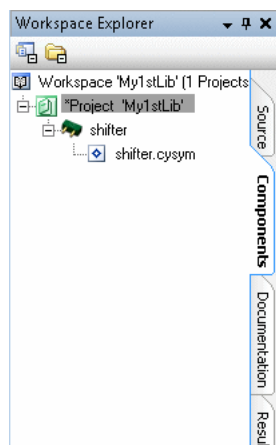 Workspace Explorer
Workspace 'My1stLib' (1 Projects
*Project 'My1stLib'
shifter
shifter.cysym
Source
Components
Documentation
Resu